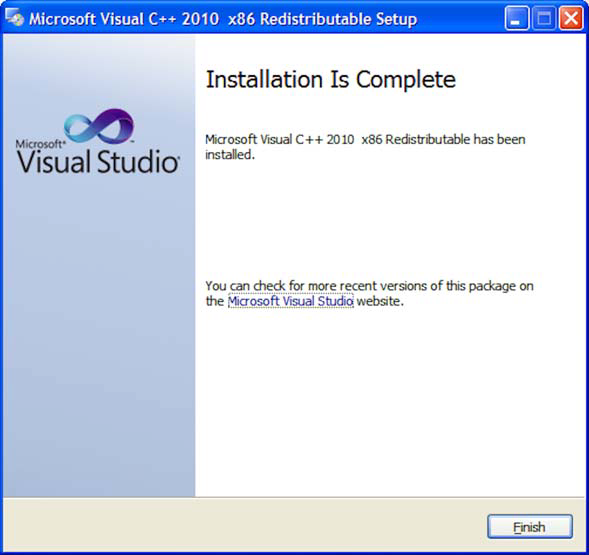 Microsoft Visual C++ 2010  x86 Redistributable Setup
Installation Is Complete
Microsoft®
Visual Studio®
Microsoft Visual C++ 2010  x86 Redistributable has been
installed.
You can check for more recent versions of this package on
the Microsoft Visual Studio website.
Finish